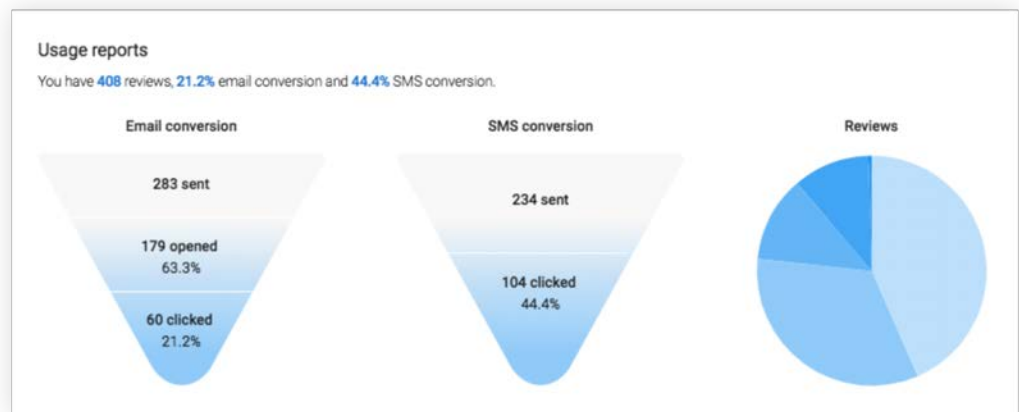 Usage reports
You have 408 reviews, 21.2% email conversion and 44.4% SMS conversion.
Email conversion
283 sent
179 opened
63.3%
60 clicked
21.2%
SMS conversion
234 sent
104 clicked
44.4%
Reviews